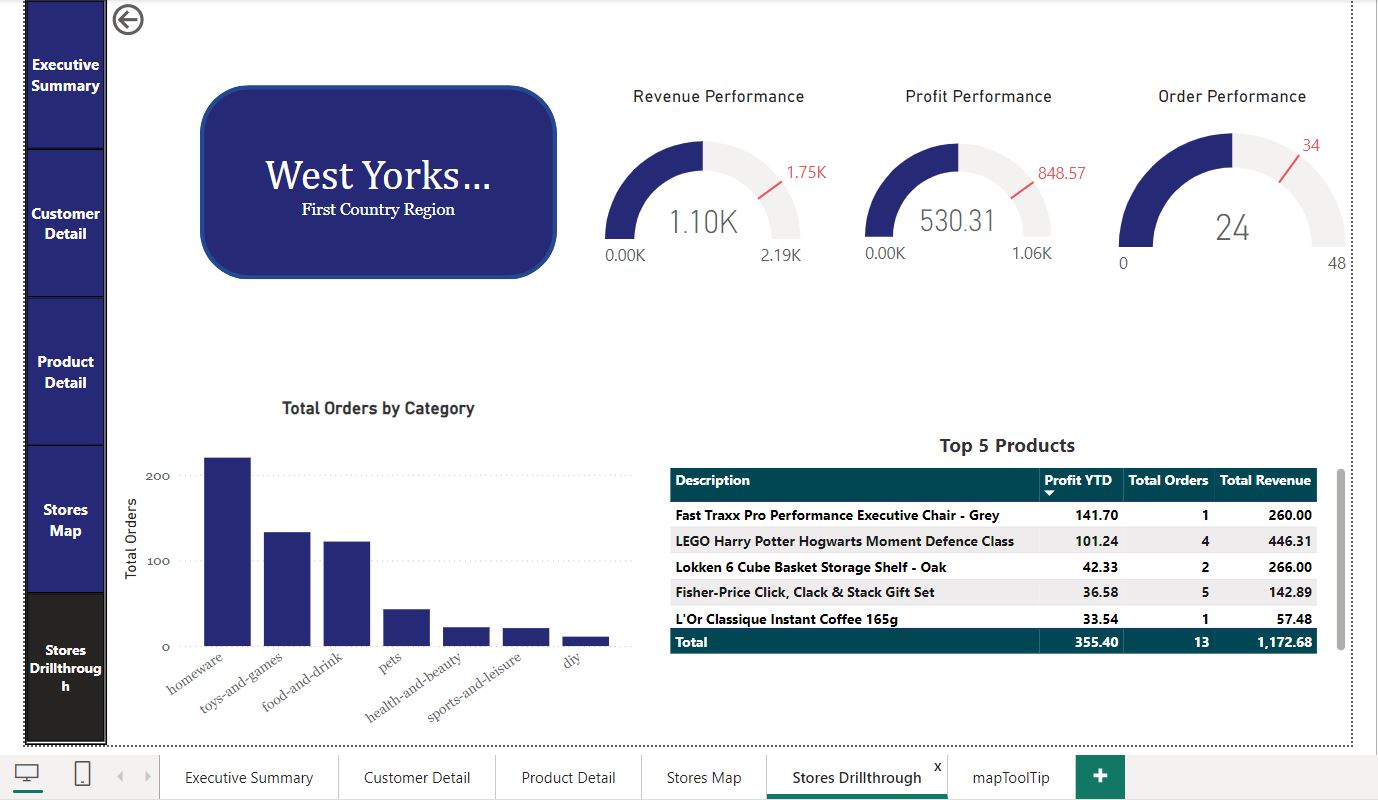 Executive
Summary
Customer
Detail
Product
Detail
Stores
Map
Stores
Drillthroug
h
West Yorks...
First Country Region
Revenue Performance
1.75K
1.10K
0.00K
2.19K
Profit Performance
848.57
530.31
0.00K
1.06K
Order Performance
34
24
0
48
Total Orders by Category
Total Orders
200
100
0
homeware
toys-and-games
food-and-drink
pets
health-and-beauty
sports-and-leisure
diy
Top 5 Products
Description Profit YTD Total Orders Total Revenue
Fast Traxx Pro Performance Executive Chair - Grey 141.70 1 260.00
LEGO Harry Potter Hogwarts Moment Defence Class 101.24 4 446.31
Lokken 6 Cube Basket Storage Shelf - Oak 42.33 2 266.00
Fisher-Price Click, Clack & Stack Gift Set 36.58 5 142.89
L'Or Classique Instant Coffee 165g 33.54 1 57.48
Total 355.40 13 1,172.68
Executive Summary Customer Detail Product Detail Stores Map Stores Drillthrough x mapToolTip +